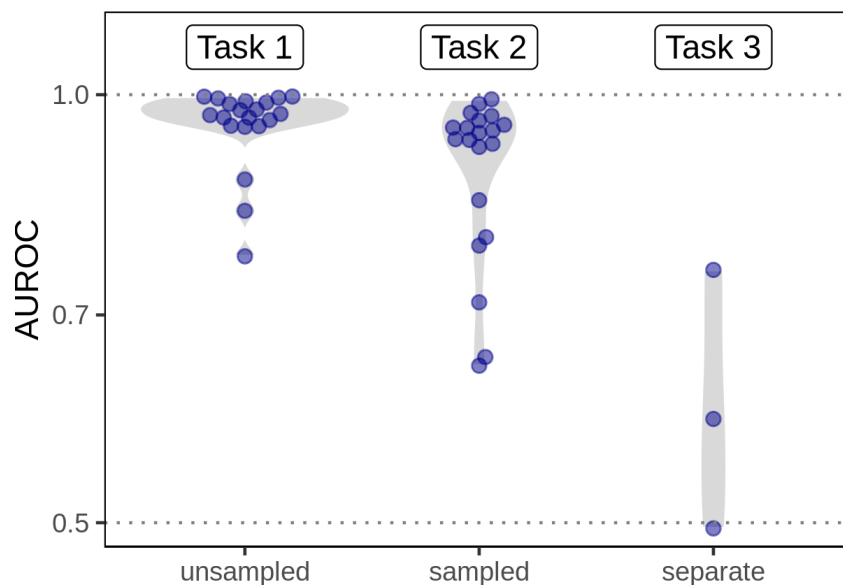 Task 1
Task 2
Task 3
AUROC
1.0
0.7
0.5
unsampled
sampled
separate